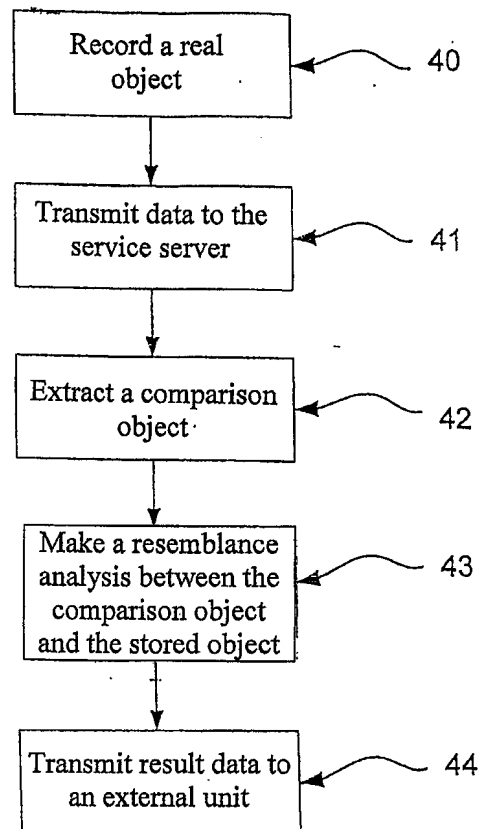 Record a real
object
40
Transmit data to the
service server
41
Extract a comparison
object
42
Make a resemblance
analysis between the
comparison object
and the stored object
43
Transmit result data to
an external unit
44